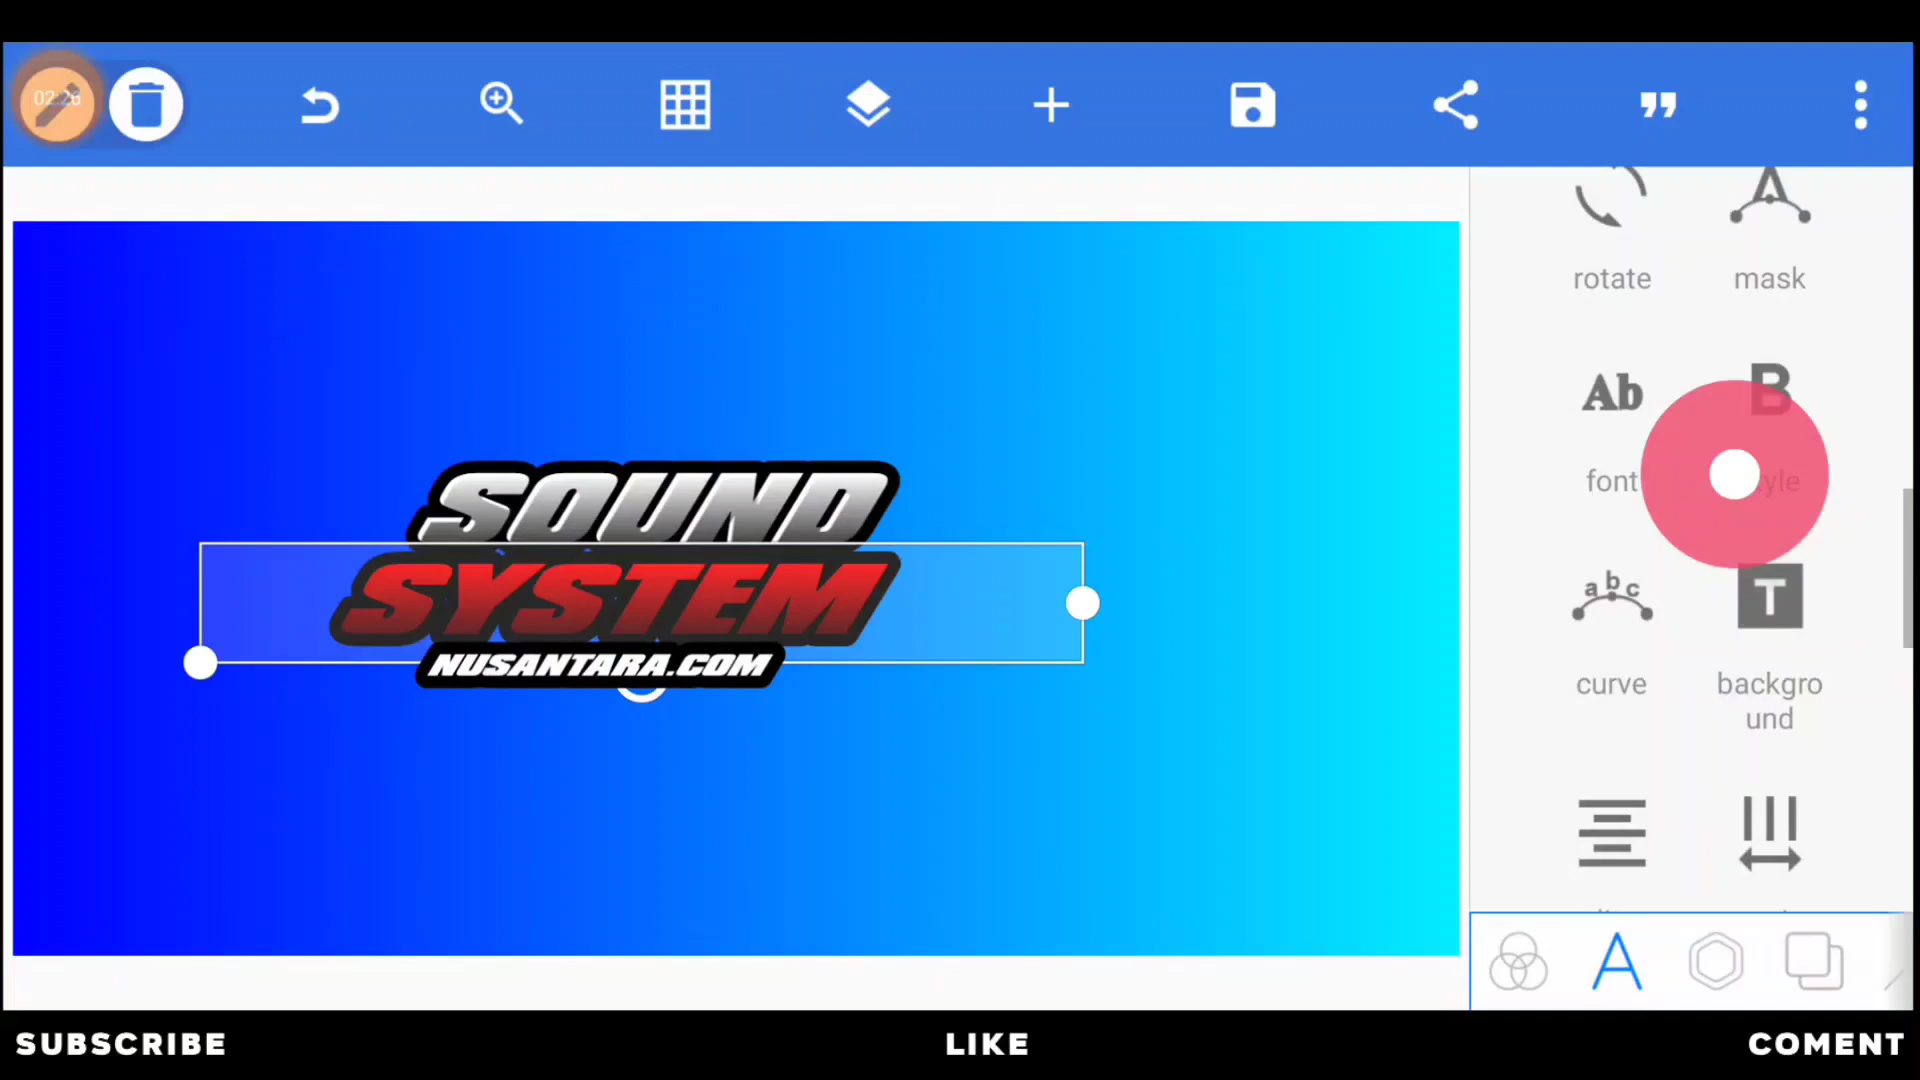 02:26
rotate mask
Ab B
font
a b c T
curve backgro
und
SOUND
SYSTEM
NUSANTARA.COM
A
SUBSCRIBE LIKE COMENT